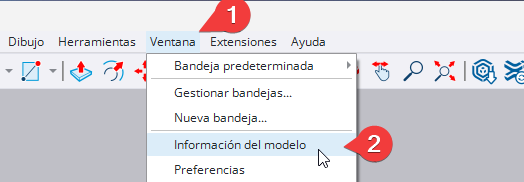 1
Dibujo Herramientas Ventana Extensiones Ayuda
Bandeja predeterminada
Gestionar bandejas...
Nueva bandeja...
Información del modelo 2
Preferencias